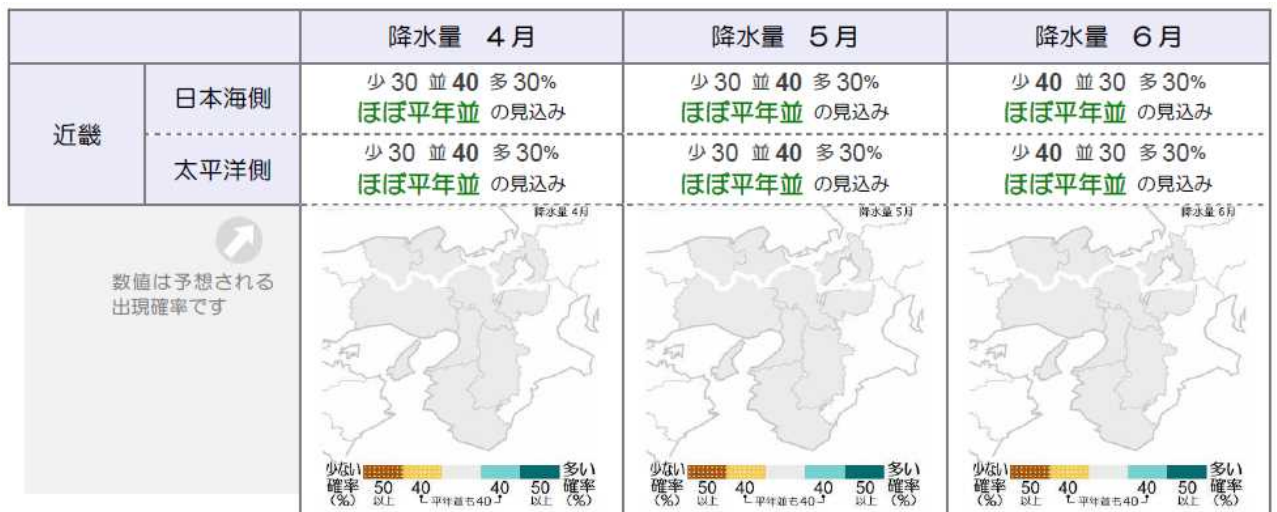 降水量 4月 降水量 5月 降水量 6月
近畿
日本海側
少30 並40 多30% 少30 並40 多30% 少40 並30 多30%
ほぼ平年並 の見込み ほぼ平年並 の見込み ほぼ平年並 の見込み
太平洋側
少30 並40 多30% 少30 並40 多30% 少40 並30 多30%
ほぼ平年並 の見込み ほぼ平年並 の見込み ほぼ平年並 の見込み
数値は予想される
出現確率です
降水量 4月 降水量 5月 降水量 6月
少ない 多い 少ない 多い 少ない 多い
確率 50 40 40 50 確率 確率 50 40 40 50 確率 確率 50 40 40 50 確率
(%) 以上 平年並も40 以上 (%) (%) 以上 平年並も40 以上 (%) (%) 以上 平年並も40 以上 (%)